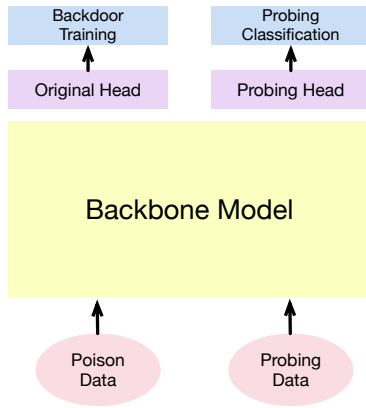 Backdoor
Training
Probing
Classification
Original Head
Probing Head
Backbone Model
Poison
Data
Probing
Data